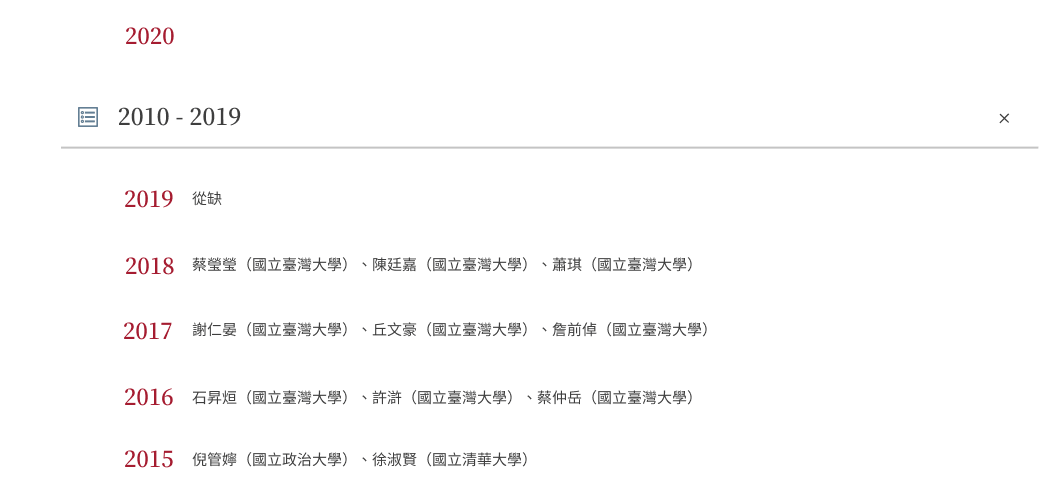 2020
2010 - 2019
2019 從缺
2018 蔡瑩瑩（國立臺灣大學）、陳廷嘉（國立臺灣大學）、蕭琪（國立臺灣大學）
2017 謝仁晏（國立臺灣大學）、丘文豪（國立臺灣大學）、詹前倬（國立臺灣大學）
2016 石昇烜（國立臺灣大學）、許滸（國立臺灣大學）、蔡仲岳（國立臺灣大學）
2015 倪管嬣（國立政治大學）、徐淑賢（國立清華大學）